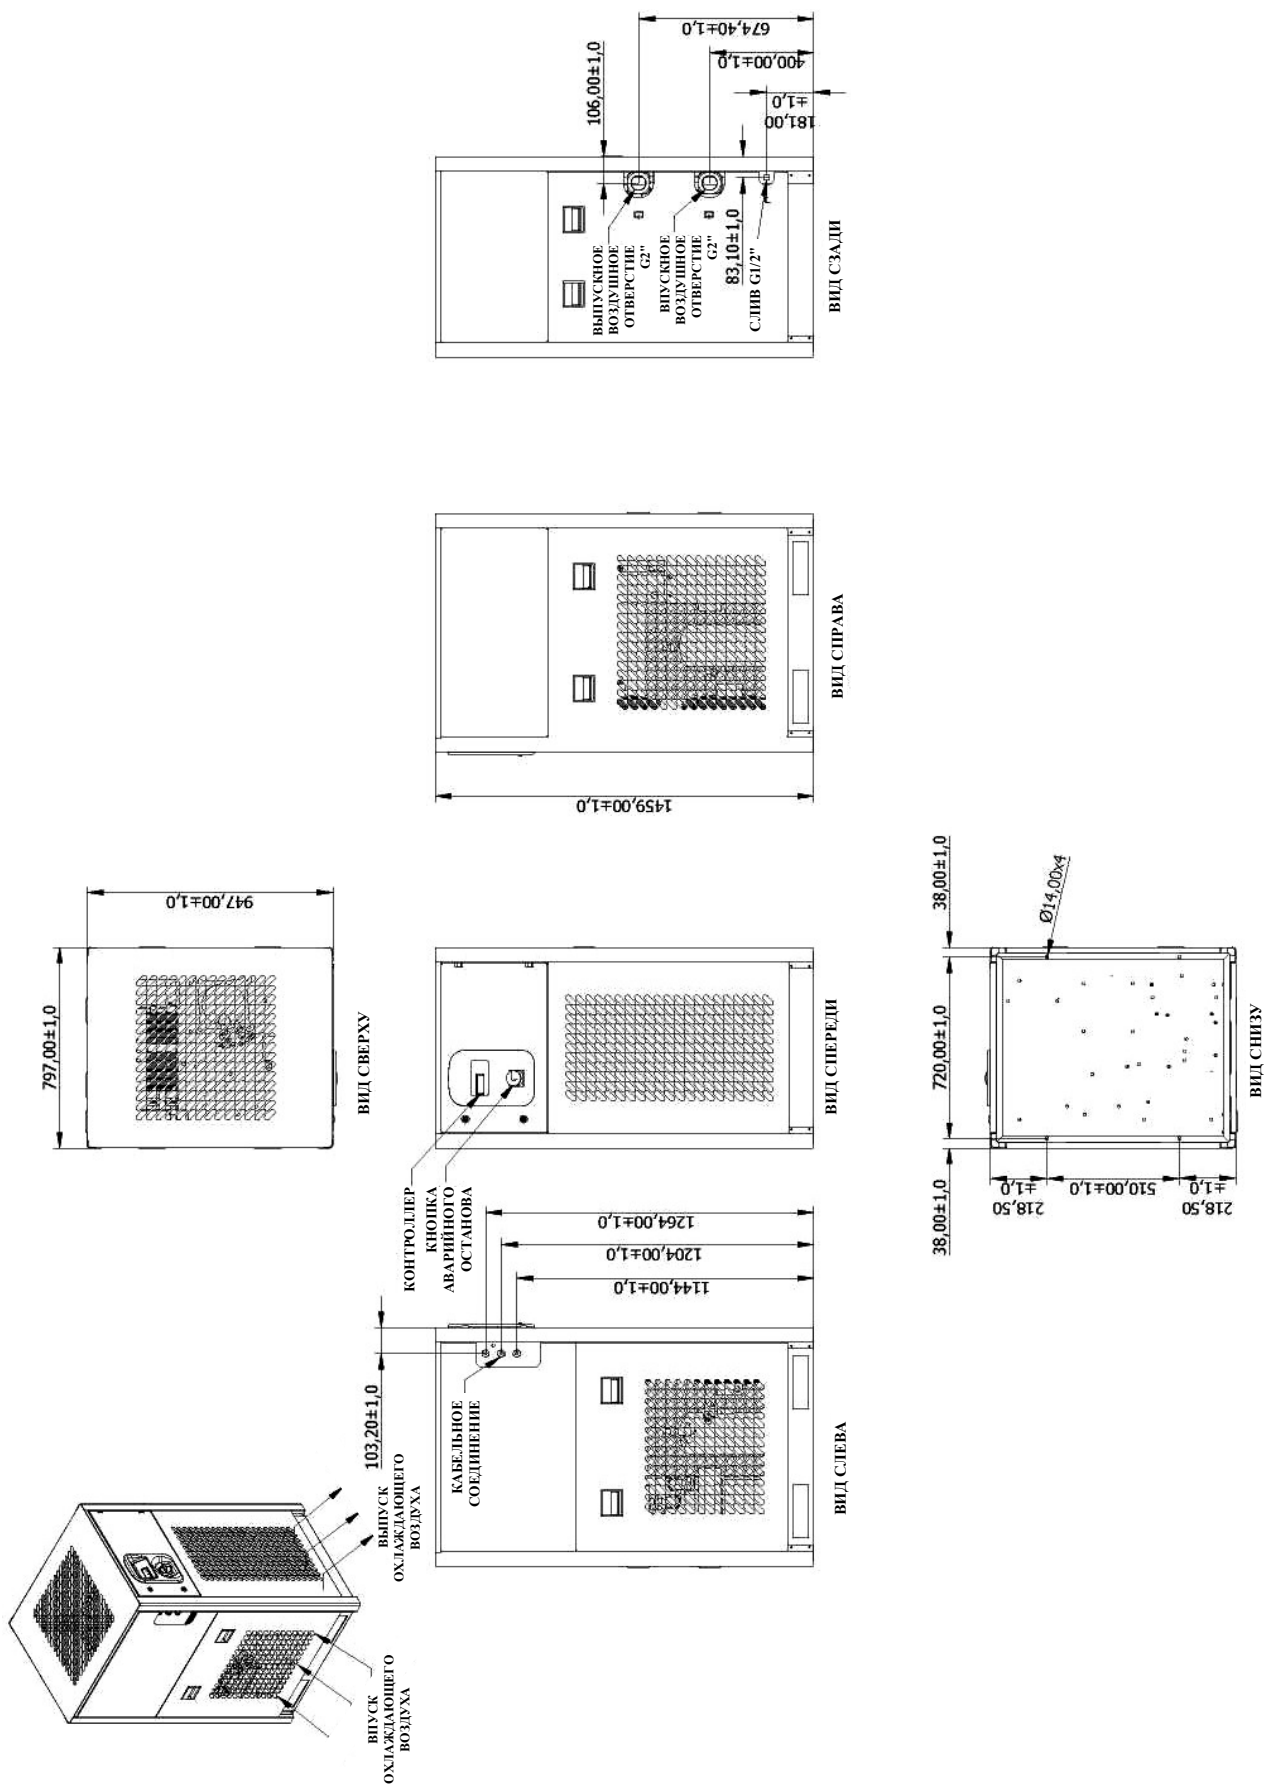 674,40±1,0
400,00±1,0
181,00
±1,0
106,00±1,0
83,10±1,0
ВЫПУСКНОЕ
ВОЗДУШНОЕ
ОТВЕРСТИЕ
G2"
ВПУСКНОЕ
ВОЗДУШНОЕ
ОТВЕРСТИЕ
G2"
СЛИВ G1/2"
ВИД СЗАДИ
ВИД СПРАВА
1459,00±1,0
947,00±1,0
797,00±1,0
ВИД СВЕРХУ
КОНТРОЛЛЕР
КНОПКА
АВАРИЙНОГО
ОСТАНОВА
ВИД СПЕРЕДИ
38,00±1,0
Ø14,00x4
720,00±1,0
38,00±1,0
218,50
±1,0
510,00±1,0
218,50
±1,0
ВИД СНИЗУ
1264,00±1,0
1204,00±1,0
1144,00±1,0
103,20±1,0
КАБЕЛЬНОЕ
СОЕДИНЕНИЕ
ВИД СЛЕВА
ВЫПУСК
ОХЛАЖДАЮЩЕГО
ВОЗДУХА
ВПУСК
ОХЛАЖДАЮЩЕГО
ВОЗДУХА